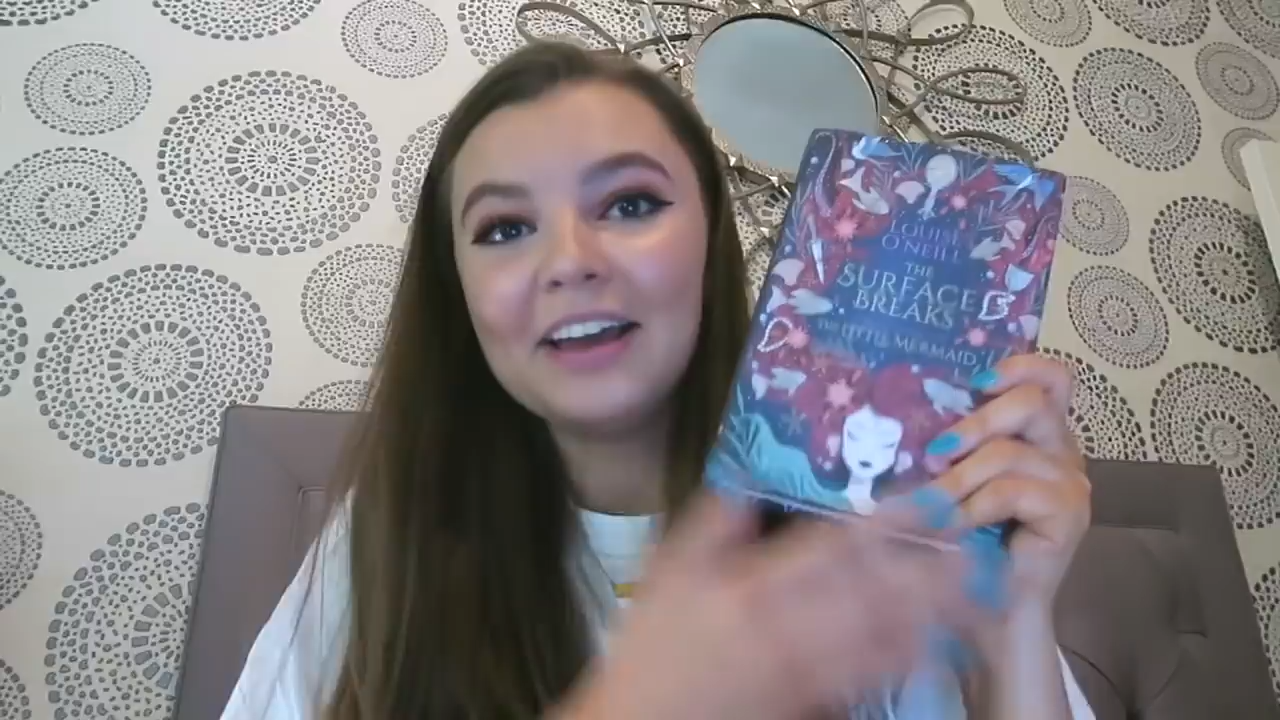 LOUISE
O'NEILL
THE
SURFACE
BREAKS
THE LITTLE MERMAID